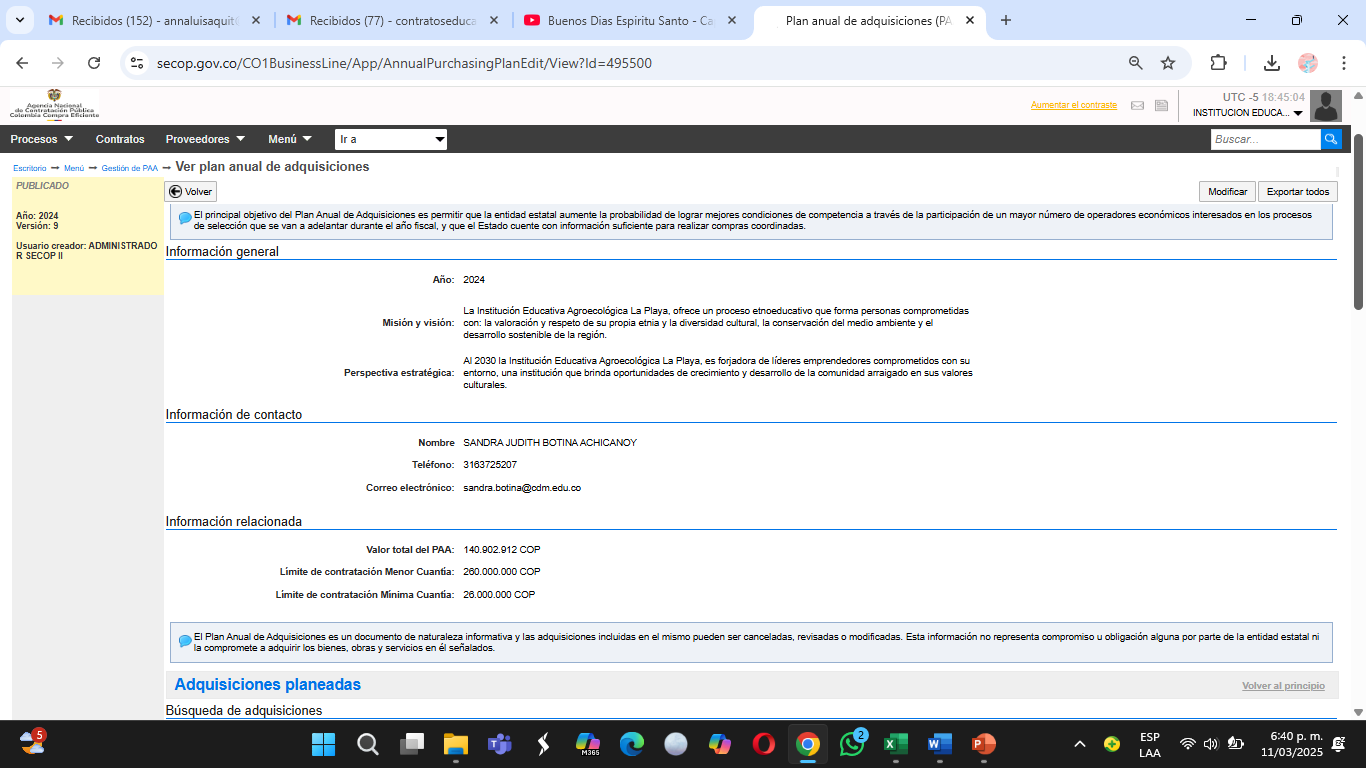 Recibidos (152) - annaluisaquit
Recibidos (77) - contratoseduca
Buenos Dias Espiritu Santo - Ca
Plan anual de adquisiciones (PA
secop.gov.co/CO1BusinessLine/App/AnnualPurchasingPlanEdit/View?Id=495500
Agencia Nacional
de Contratación Pública
Colombia Compra Eficiente
Aumentar el contraste
UTC -5 18:45:04
INSTITUCION EDUCA...
Procesos
Contratos
Proveedores
Menú
Ir a
Buscar...
Escritorio → Menú → Gestión de PAA → Ver plan anual de adquisiciones
PUBLICADO
Año: 2024
Versión: 9
Usuario creador: ADMINISTRADO
R SECOP II
Volver
Modificar
Exportar todos
El principal objetivo del Plan Anual de Adquisiciones es permitir que la entidad estatal aumente la probabilidad de lograr mejores condiciones de competencia a través de la participación de un mayor número de operadores económicos interesados en los procesos
de selección que se van a adelantar durante el año fiscal, y que el Estado cuente con información suficiente para realizar compras coordinadas.
Información general
Año: 2024
Misión y visión: La Institución Educativa Agroecológica La Playa, ofrece un proceso etnoeducativo que forma personas comprometidas
con: la valoración y respeto de su propia etnia y la diversidad cultural, la conservación del medio ambiente y el
desarrollo sostenible de la región.
Perspectiva estratégica: Al 2030 la Institución Educativa Agroecológica La Playa, es forjadora de líderes emprendedores comprometidos con su
entorno, una institución que brinda oportunidades de crecimiento y desarrollo de la comunidad arraigado en sus valores
culturales.
Información de contacto
Nombre SANDRA JUDITH BOTINA ACHICANOY
Teléfono: 3163725207
Correo electrónico: sandra.botina@cdm.edu.co
Información relacionada
Valor total del PAA: 140.902.912 COP
Límite de contratación Menor Cuantía: 260.000.000 COP
Límite de contratación Mínima Cuantía: 26.000.000 COP
El Plan Anual de Adquisiciones es un documento de naturaleza informativa y las adquisiciones incluidas en el mismo pueden ser canceladas, revisadas o modificadas. Esta información no representa compromiso u obligación alguna por parte de la entidad estatal ni
la compromete a adquirir los bienes, obras y servicios en él señalados.
Adquisiciones planeadas
Volver al principio
Búsqueda de adquisiciones
5
M365
2
ESP
LAA
6:40 p. m.
11/03/2025